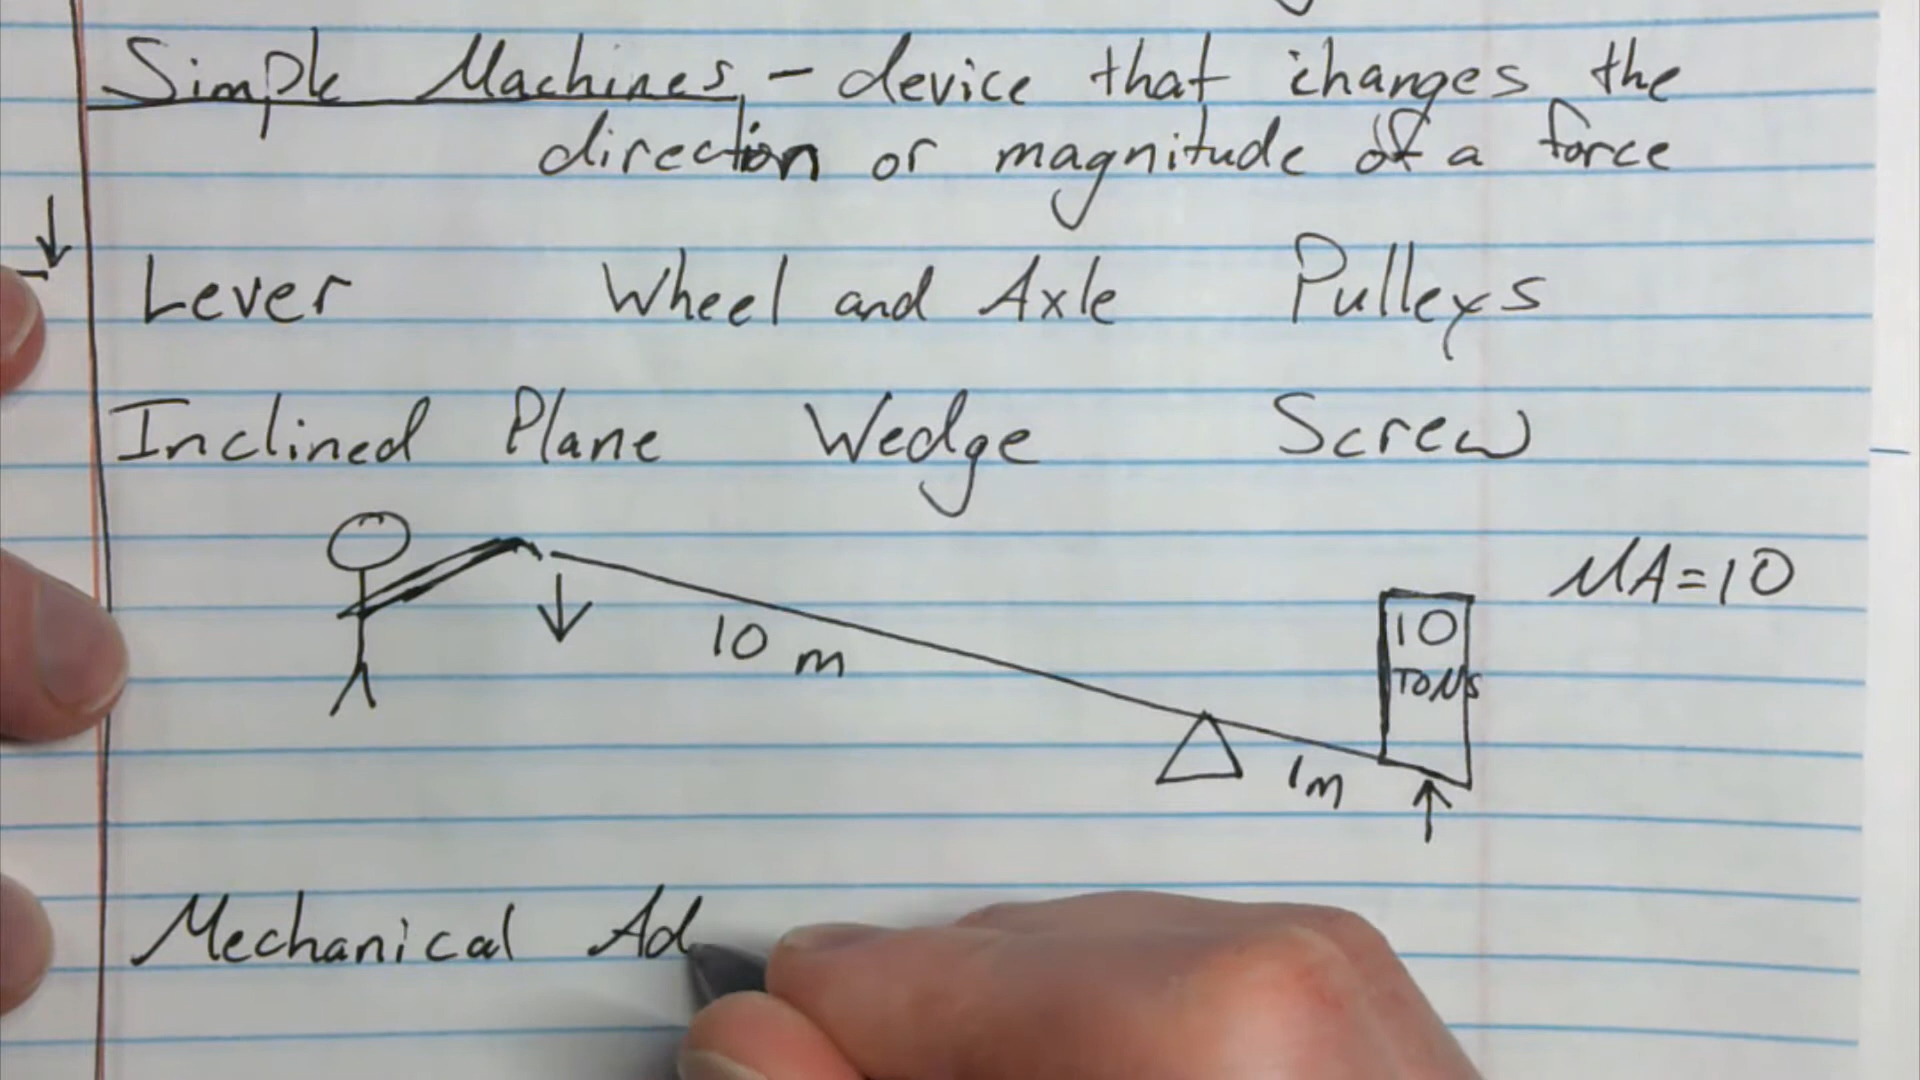 Simple Machines - device that changes the
direction or magnitude of a force
Lever Wheel and Axle Pulleys
Inclined Plane Wedge Screw
MA=10
10 m
10
TONS
1m
Mechanical Ad